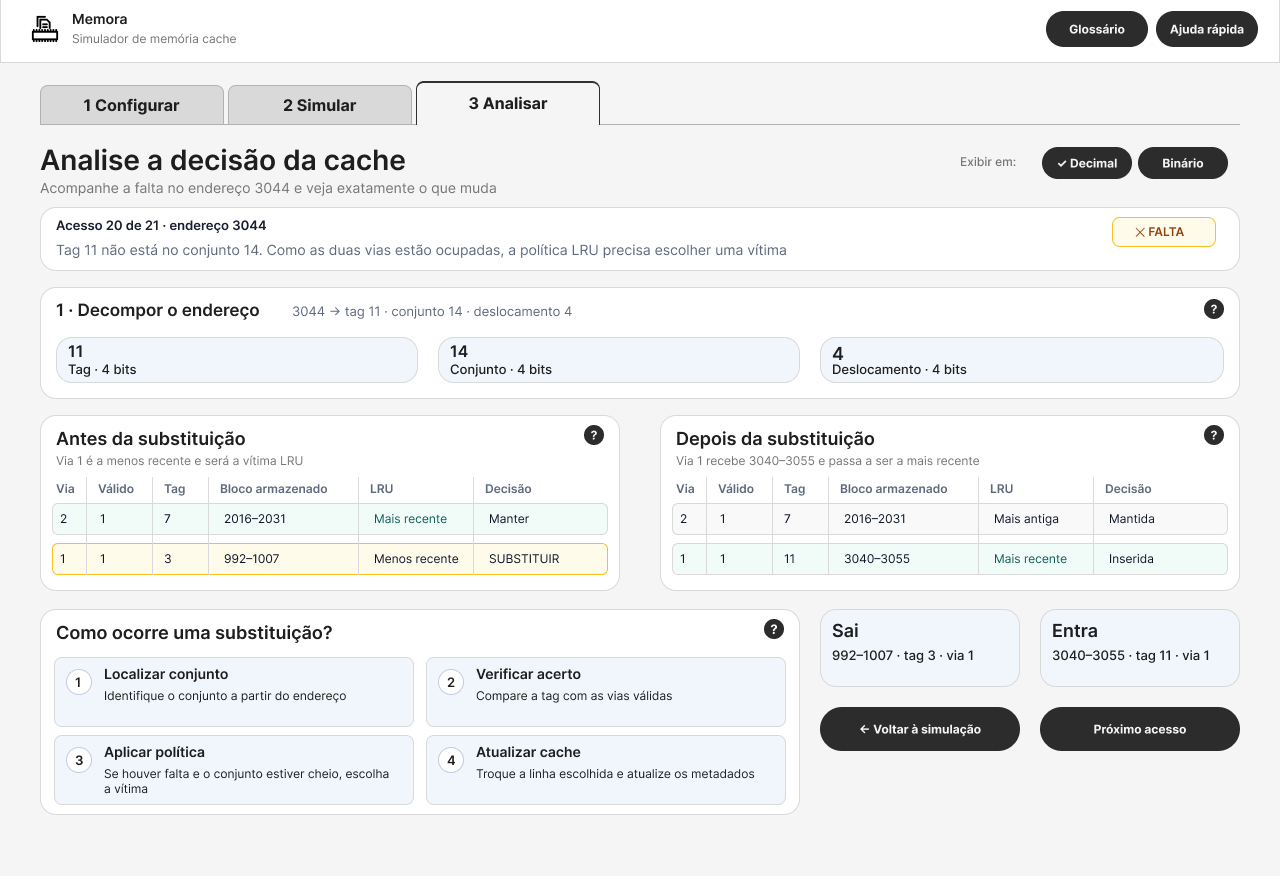 Memora
Simulador de memória cache
Glossário
Ajuda rápida
1 Configurar
2 Simular
3 Analisar
Analise a decisão da cache
Acompanhe a falta no endereço 3044 e veja exatamente o que muda
Exibir em:
✓ Decimal
Binário
Acesso 20 de 21 · endereço 3044
Tag 11 não está no conjunto 14. Como as duas vias estão ocupadas, a política LRU precisa escolher uma vítima
✕ FALTA
1 · Decompor o endereço
3044 → tag 11 · conjunto 14 · deslocamento 4
?
11
Tag · 4 bits
14
Conjunto · 4 bits
4
Deslocamento · 4 bits
Antes da substituição
?
Via 1 é a menos recente e será a vítima LRU
Via Válido Tag Bloco armazenado LRU Decisão
2 1 7 2016–2031 Mais recente Manter
1 1 3 992–1007 Menos recente SUBSTITUIR
Depois da substituição
?
Via 1 recebe 3040–3055 e passa a ser a mais recente
Via Válido Tag Bloco armazenado LRU Decisão
2 1 7 2016–2031 Mais antiga Mantida
1 1 11 3040–3055 Mais recente Inserida
Como ocorre uma substituição?
?
1
Localizar conjunto
Identifique o conjunto a partir do endereço
2
Verificar acerto
Compare a tag com as vias válidas
3
Aplicar política
Se houver falta e o conjunto estiver cheio, escolha
a vítima
4
Atualizar cache
Troque a linha escolhida e atualize os metadados
Sai
992–1007 · tag 3 · via 1
Entra
3040–3055 · tag 11 · via 1
← Voltar à simulação
Próximo acesso